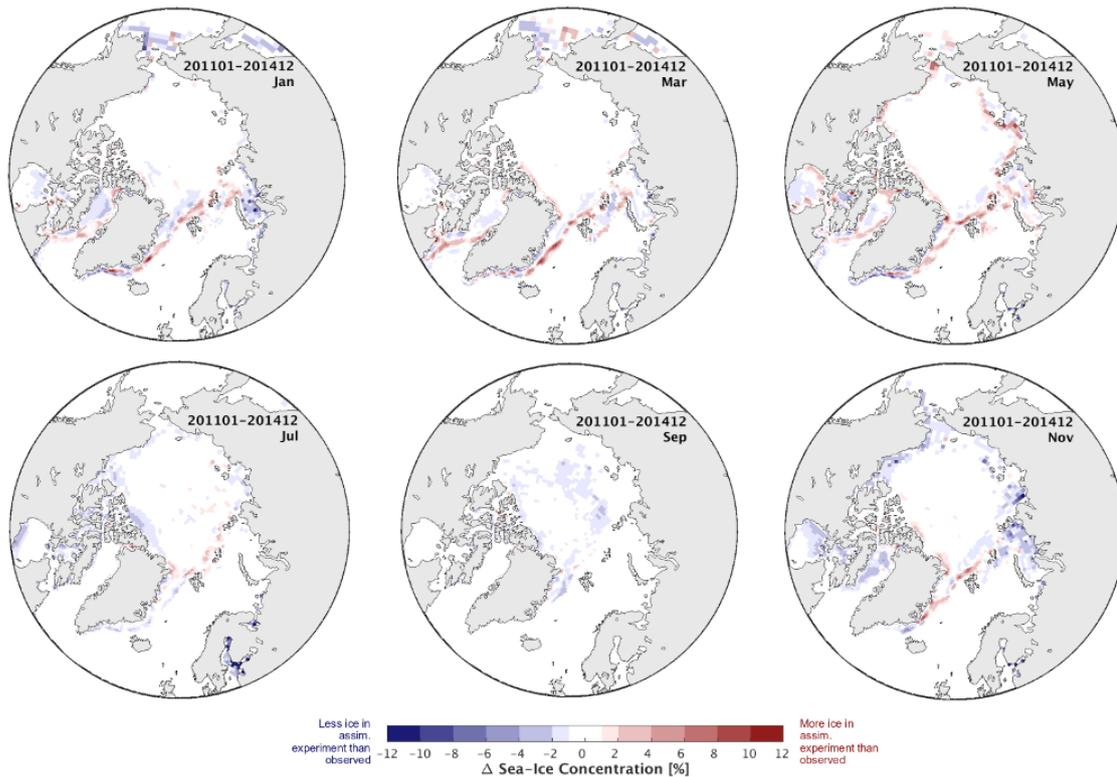 201101-201412
Jan
201101-201412
Mar
201101-201412
May
201101-201412
Jul
201101-201412
Sep
201101-201412
Nov
Less ice in
assim.
experiment than
observed
-12 -10 -8 -6 -4 -2 0 2 4 6 8 10 12
More ice in
assim.
experiment than
observed
Δ Sea-Ice Concentration [%]